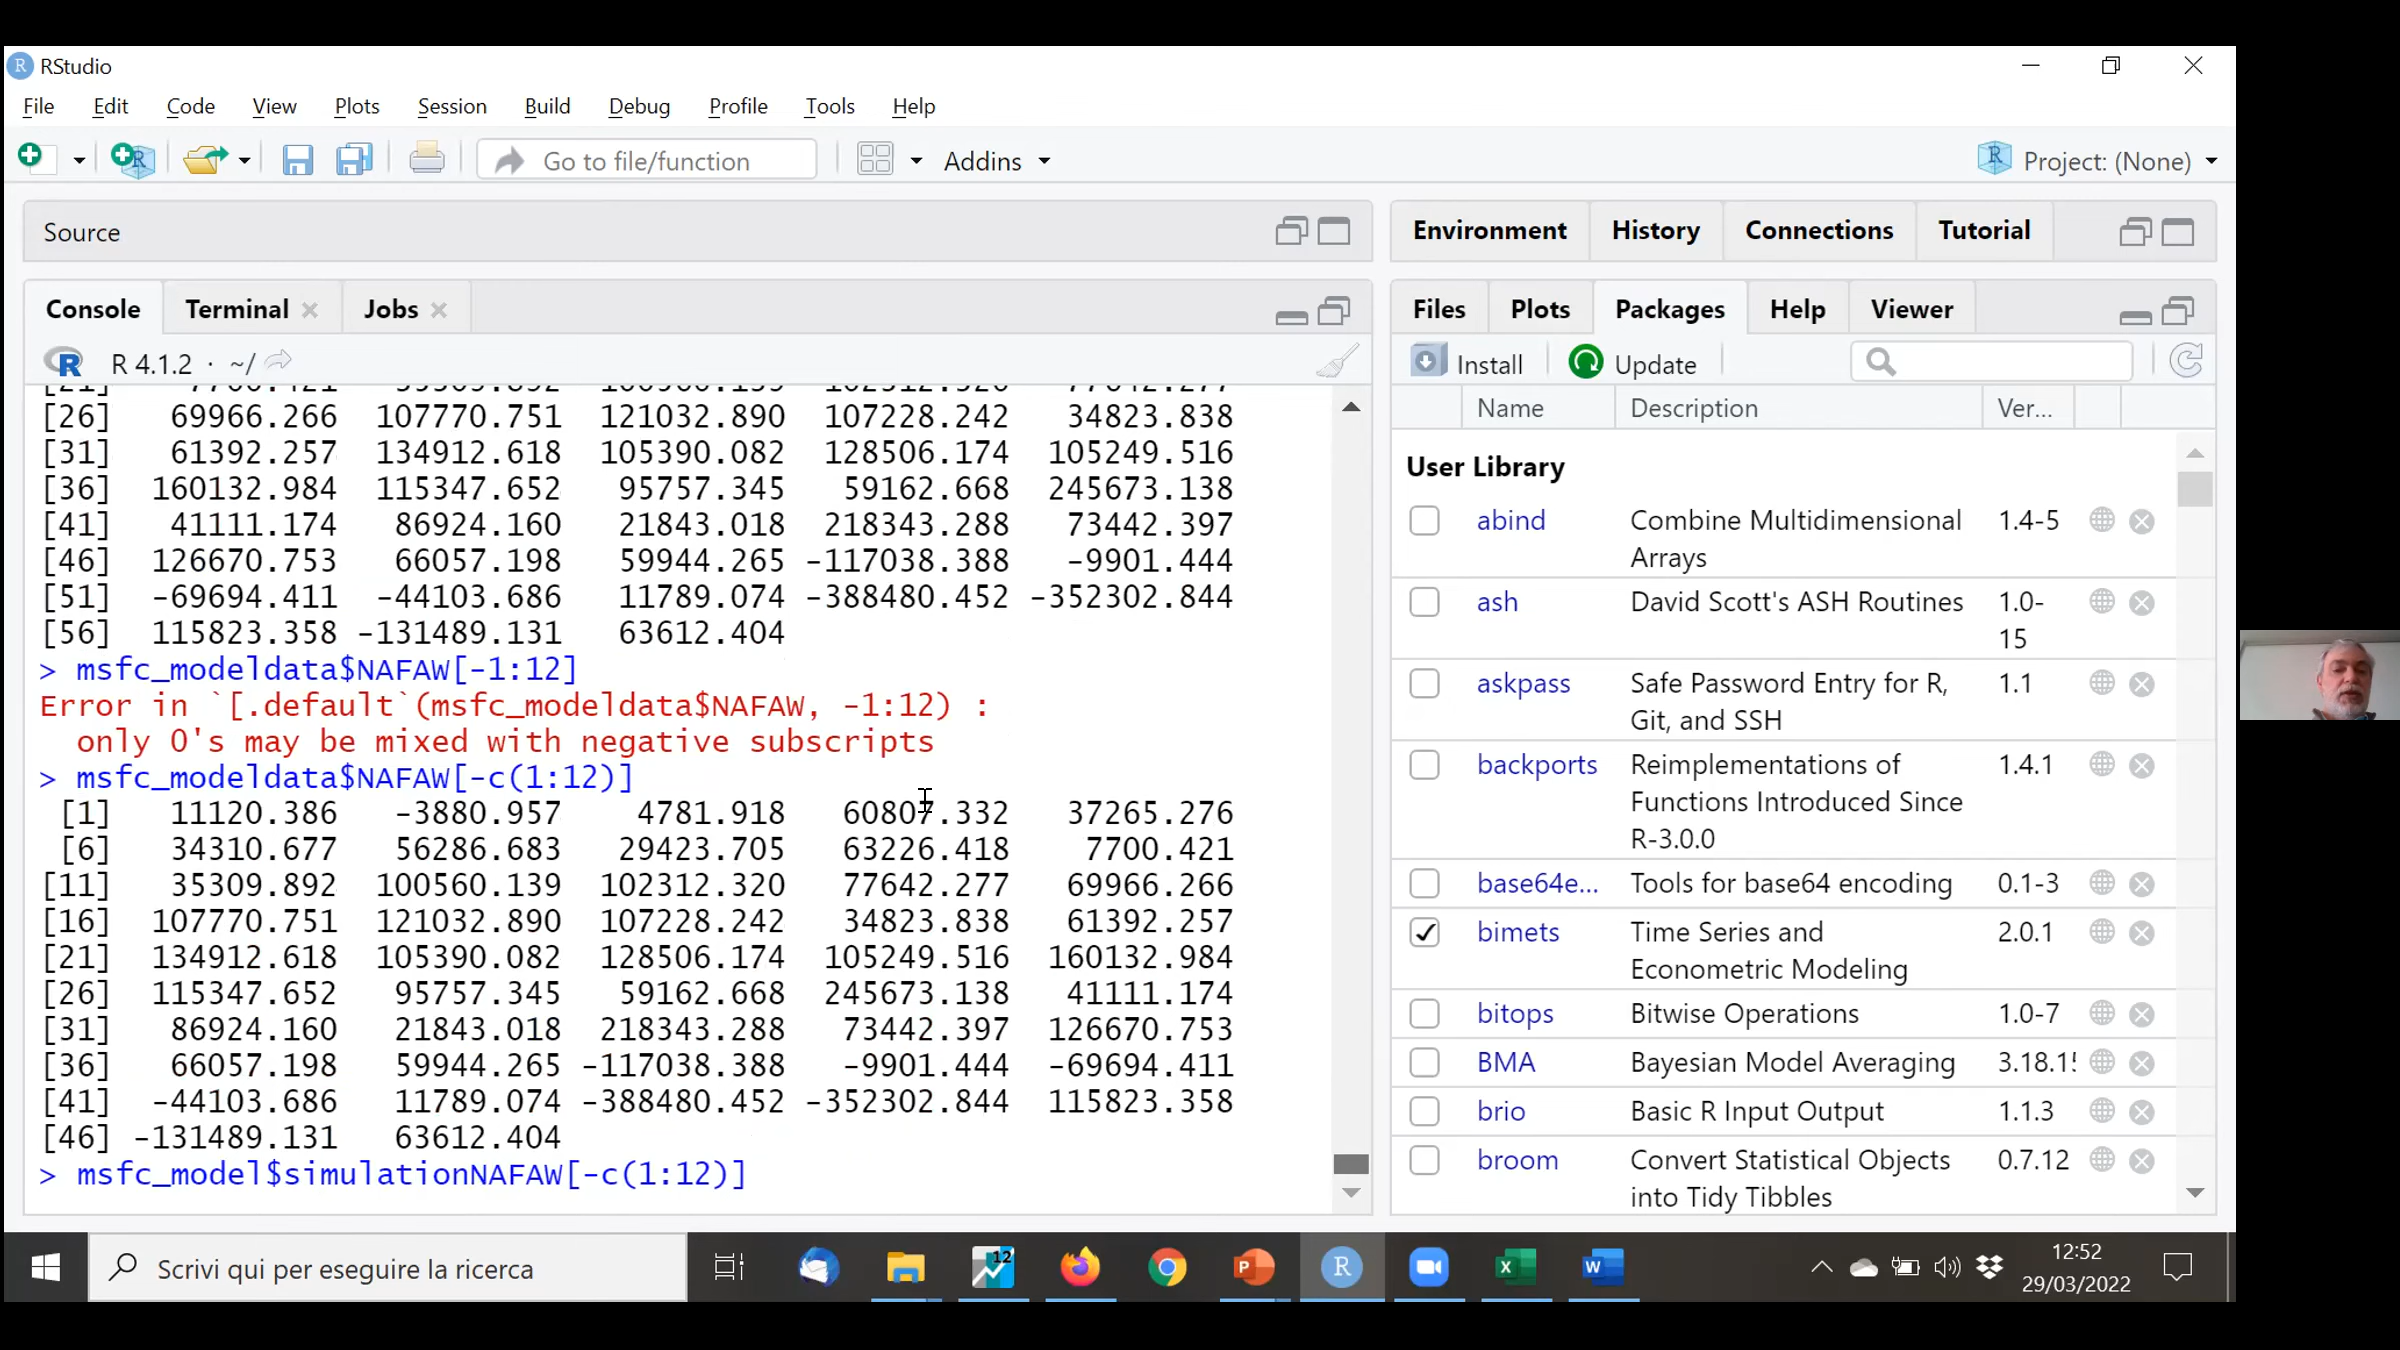 RStudio
File Edit Code View Plots Session Build Debug Profile Tools Help
Go to file/function Addins Project: (None)
Source
Environment History Connections Tutorial
Console Terminal Jobs
Files Plots Packages Help Viewer
R 4.1.2 · ~/
Install Update
Name Description Ver...
[21] 7700.421 35309.892 100560.139 102312.320 77642.277
[26] 69966.266 107770.751 121032.890 107228.242 34823.838
[31] 61392.257 134912.618 105390.082 128506.174 105249.516
[36] 160132.984 115347.652 95757.345 59162.668 245673.138
[41] 41111.174 86924.160 21843.018 218343.288 73442.397
[46] 126670.753 66057.198 59944.265 -117038.388 -9901.444
[51] -69694.411 -44103.686 11789.074 -388480.452 -352302.844
[56] 115823.358 -131489.131 63612.404
> msfc_modeldata$NAFAW[-1:12]
Error in `[.default`(msfc_modeldata$NAFAW, -1:12) :
only 0's may be mixed with negative subscripts
> msfc_modeldata$NAFAW[-c(1:12)]
[1] 11120.386 -3880.957 4781.918 60807.332 37265.276
[6] 34310.677 56286.683 29423.705 63226.418 7700.421
[11] 35309.892 100560.139 102312.320 77642.277 69966.266
[16] 107770.751 121032.890 107228.242 34823.838 61392.257
[21] 134912.618 105390.082 128506.174 105249.516 160132.984
[26] 115347.652 95757.345 59162.668 245673.138 41111.174
[31] 86924.160 21843.018 218343.288 73442.397 126670.753
[36] 66057.198 59944.265 -117038.388 -9901.444 -69694.411
[41] -44103.686 11789.074 -388480.452 -352302.844 115823.358
[46] -131489.131 63612.404
> msfc_model$simulationNAFAW[-c(1:12)]
User Library
abind Combine Multidimensional 1.4-5
Arrays
ash David Scott's ASH Routines 1.0-
15
askpass Safe Password Entry for R, 1.1
Git, and SSH
backports Reimplementations of 1.4.1
Functions Introduced Since
R-3.0.0
base64e... Tools for base64 encoding 0.1-3
bimets Time Series and 2.0.1
Econometric Modeling
bitops Bitwise Operations 1.0-7
BMA Bayesian Model Averaging 3.18.1
brio Basic R Input Output 1.1.3
broom Convert Statistical Objects 0.7.12
into Tidy Tibbles
Scrivi qui per eseguire la ricerca
12
12:52
29/03/2022